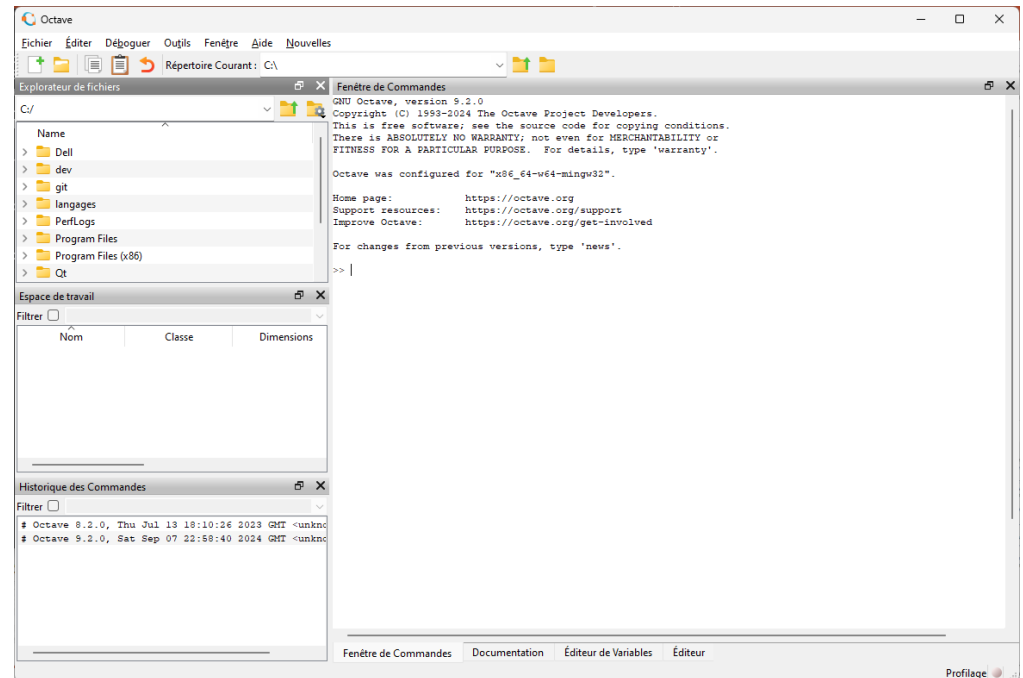 Octave
Fichier Éditer Déboguer Outils Fenêtre Aide Nouvelles
Répertoire Courant : C:\
Explorateur de fichiers
C:/
Name
Dell
dev
git
langages
PerfLogs
Program Files
Program Files (x86)
Qt
Espace de travail
Filtrer
Nom Classe Dimensions
Historique des Commandes
Filtrer
# Octave 8.2.0, Thu Jul 13 18:10:26 2023 GMT <unkno
# Octave 9.2.0, Sat Sep 07 22:58:40 2024 GMT <unkno
Fenêtre de Commandes
GNU Octave, version 9.2.0
Copyright (C) 1993-2024 The Octave Project Developers.
This is free software; see the source code for copying conditions.
There is ABSOLUTELY NO WARRANTY; not even for MERCHANTABILITY or
FITNESS FOR A PARTICULAR PURPOSE.  For details, type 'warranty'.
Octave was configured for "x86_64-w64-mingw32".
Home page: https://octave.org
Support resources: https://octave.org/support
Improve Octave: https://octave.org/get-involved
For changes from previous versions, type 'news'.
>>
Fenêtre de Commandes Documentation Éditeur de Variables Éditeur
Profilage